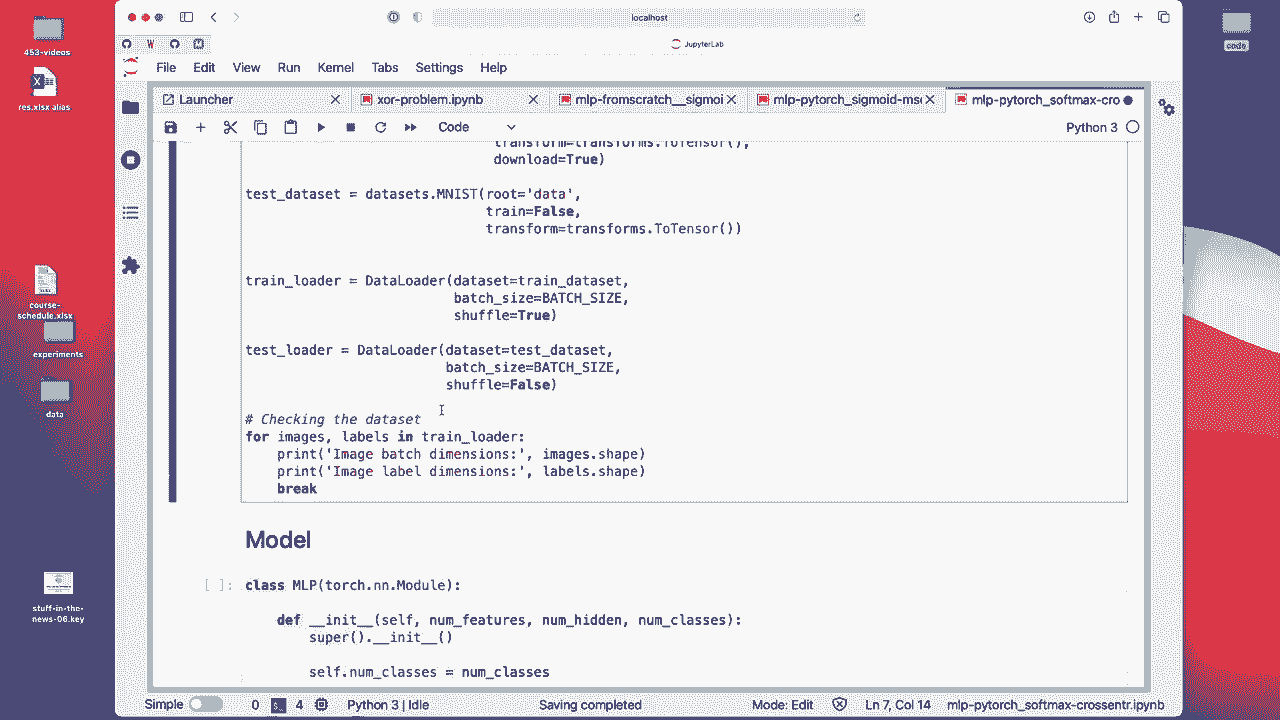 453-videos
res.xlsx alias
course-
schedule.xlsx
experiments
data
stuff-in-the-
news-06.key
code
localhost
JupyterLab
File Edit View Run Kernel Tabs Settings Help
Launcher
xor-problem.ipynb
mlp-fromscratch__sigmoi
mlp-pytorch_sigmoid-mse
mlp-pytorch_softmax-cro
Code
Python 3
transform=transforms.ToTensor(),
download=True)
test_dataset = datasets.MNIST(root='data',
train=False,
transform=transforms.ToTensor())
train_loader = DataLoader(dataset=train_dataset,
batch_size=BATCH_SIZE,
shuffle=True)
test_loader = DataLoader(dataset=test_dataset,
batch_size=BATCH_SIZE,
shuffle=False)
# Checking the dataset
for images, labels in train_loader:
print('Image batch dimensions:', images.shape)
print('Image label dimensions:', labels.shape)
break
Model
[ ]: class MLP(torch.nn.Module):
def __init__(self, num_features, num_hidden, num_classes):
super().__init__()
self.num_classes = num_classes
Simple 0 4 Python 3 | Idle Saving completed Mode: Edit Ln 7, Col 14 mlp-pytorch_softmax-crossentr.ipynb